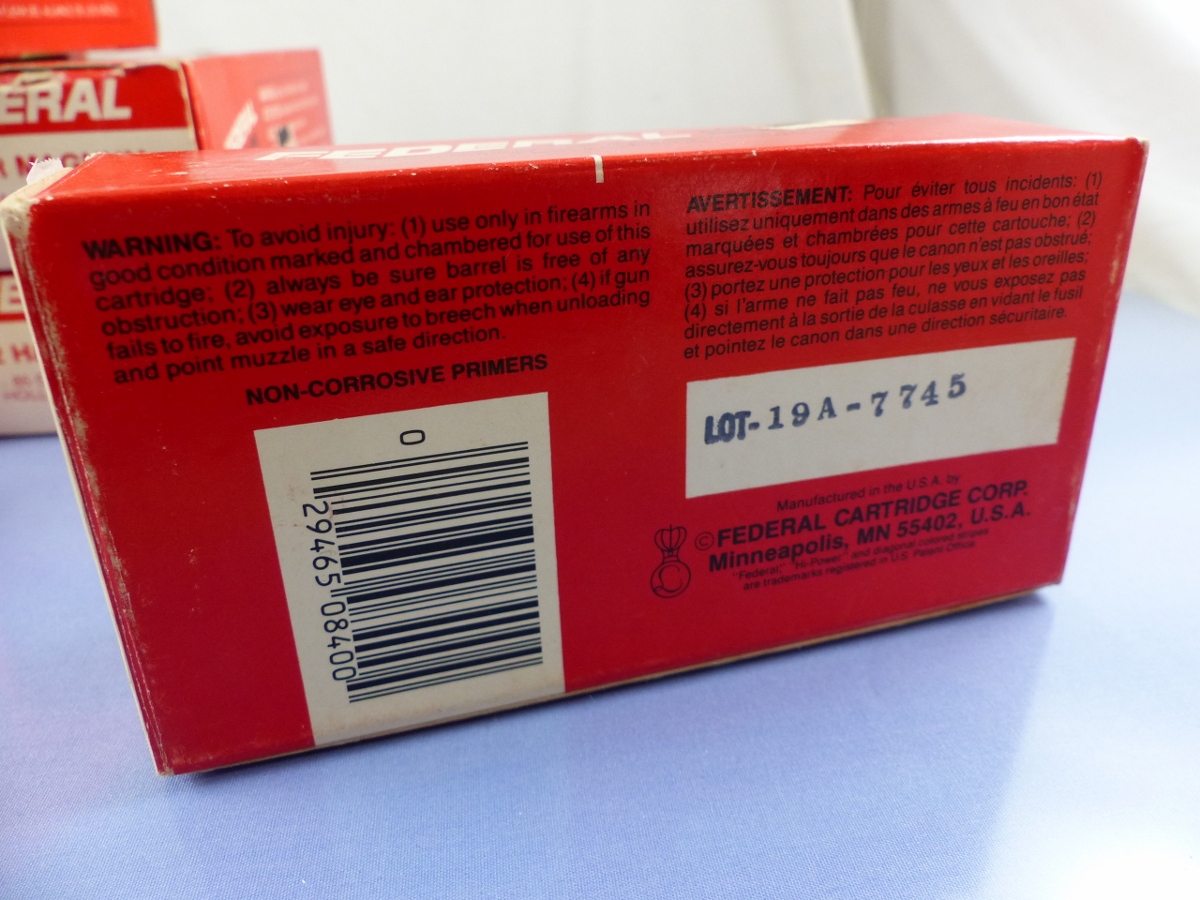 ERAL
FEDERAL
WARNING: To avoid injury: (1) use only in firearms in
good condition marked and chambered for use of this
cartridge; (2) always be sure barrel is free of any
obstruction; (3) wear eye and ear protection; (4) if gun
fails to fire, avoid exposure to breech when unloading
and point muzzle in a safe direction.
NON-CORROSIVE PRIMERS
0
29465 08400
AVERTISSEMENT: Pour éviter tous incidents: (1)
utilisez uniquement dans des armes à feu en bon état
marquées et chambrées pour cette cartouche; (2)
assurez-vous toujours que le canon n'est pas obstrué;
(3) portez une protection pour les yeux et les oreilles;
(4) si l'arme ne fait pas feu, ne vous exposez pas
directement à la sortie de la culasse en vidant le fusil
et pointez le canon dans une direction sécuritaire.
LOT-19A-7745
Manufactured in the U.S.A. by
© FEDERAL CARTRIDGE CORP.
Minneapolis, MN 55402, U.S.A.
"Federal," "Hi-Power" and diagonal colored stripes
are trademarks registered in U.S. Patent Office.